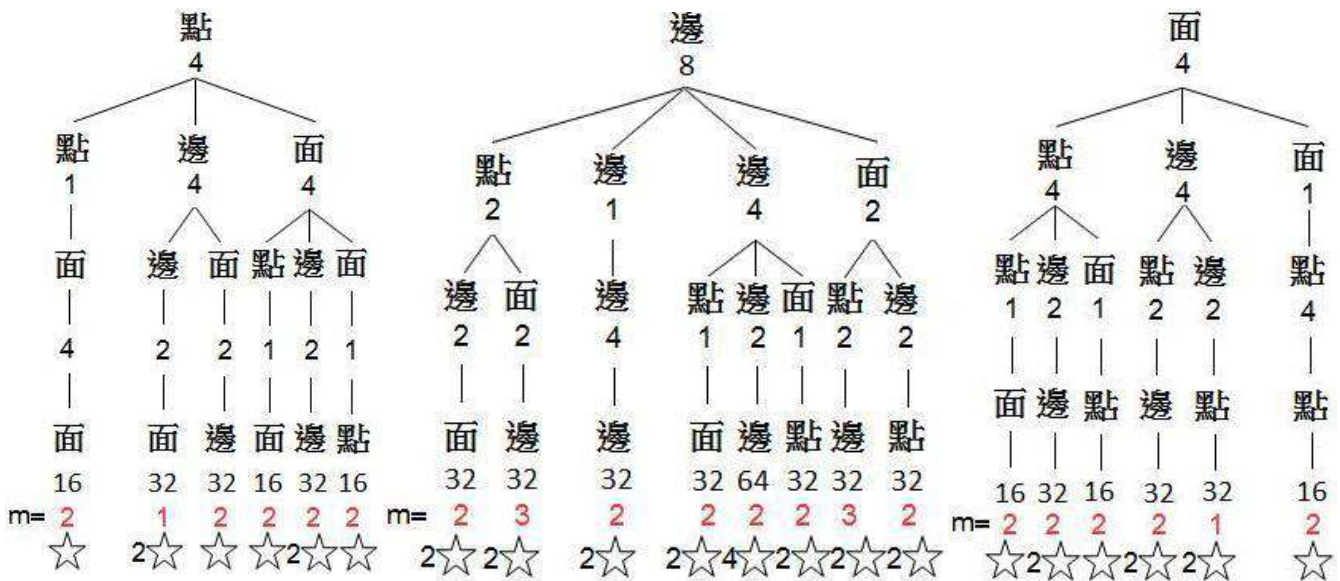 點 邊 面
4 8 4
點 邊 面 點 邊 邊 面 點 邊 面
1 4 4 2 1 4 2 4 4 1
面 邊 面 點 邊 面 邊 面 邊 點 邊 面 點 邊 點 邊 面 點 邊 點
4 2 2 1 2 1 2 2 4 1 2 1 2 2 1 2 1 2 2 4
面 面 邊 面 邊 點 面 邊 邊 面 邊 點 邊 點 面 邊 點 邊 點 點
16 32 32 16 32 16 32 32 32 32 64 32 32 32 16 32 16 32 32 16
m= 2 1 2 2 2 2 m= 2 3 2 2 2 2 3 2 m= 2 2 2 2 1 2
2 2 2 2 2 2 4 2 2 2 2 2 2